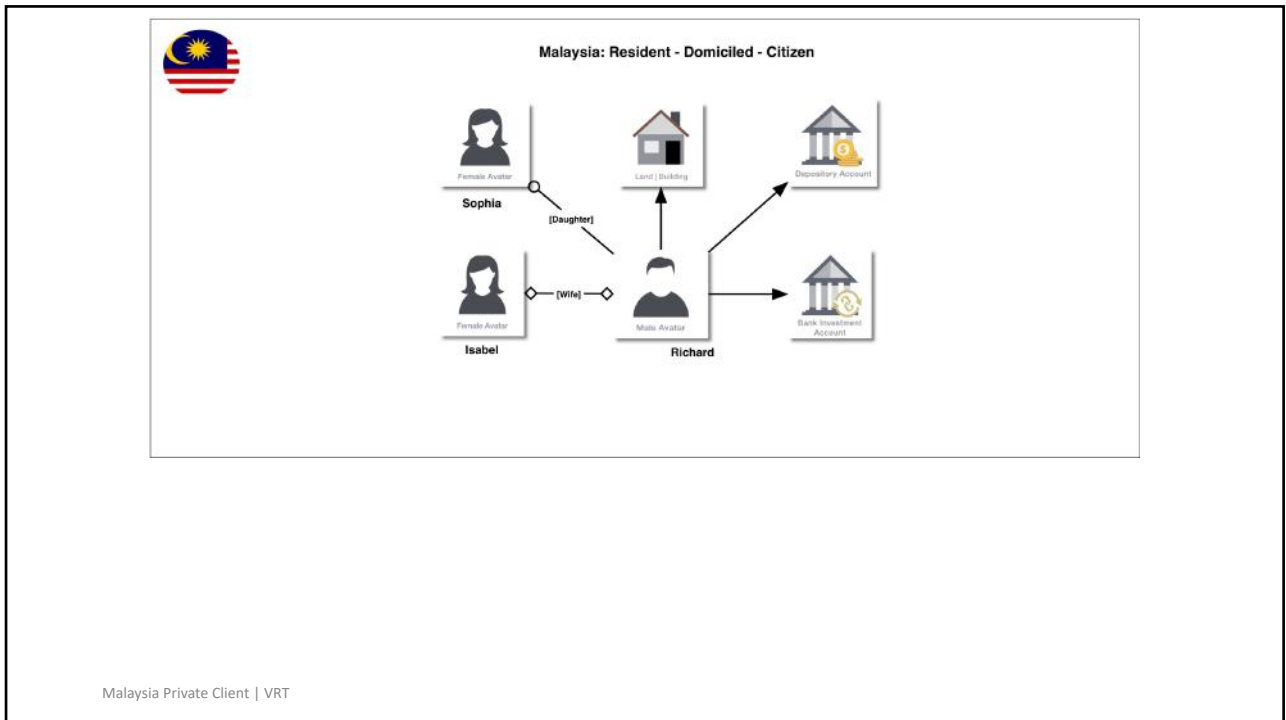 Malaysia: Resident - Domiciled - Citizen
Female Avatar
Land | Building
Depository Account
Sophia
[Daughter]
[Wife]
Female Avatar
Male Avatar
Bank Investment
Account
Isabel
Richard
Malaysia Private Client | VRT